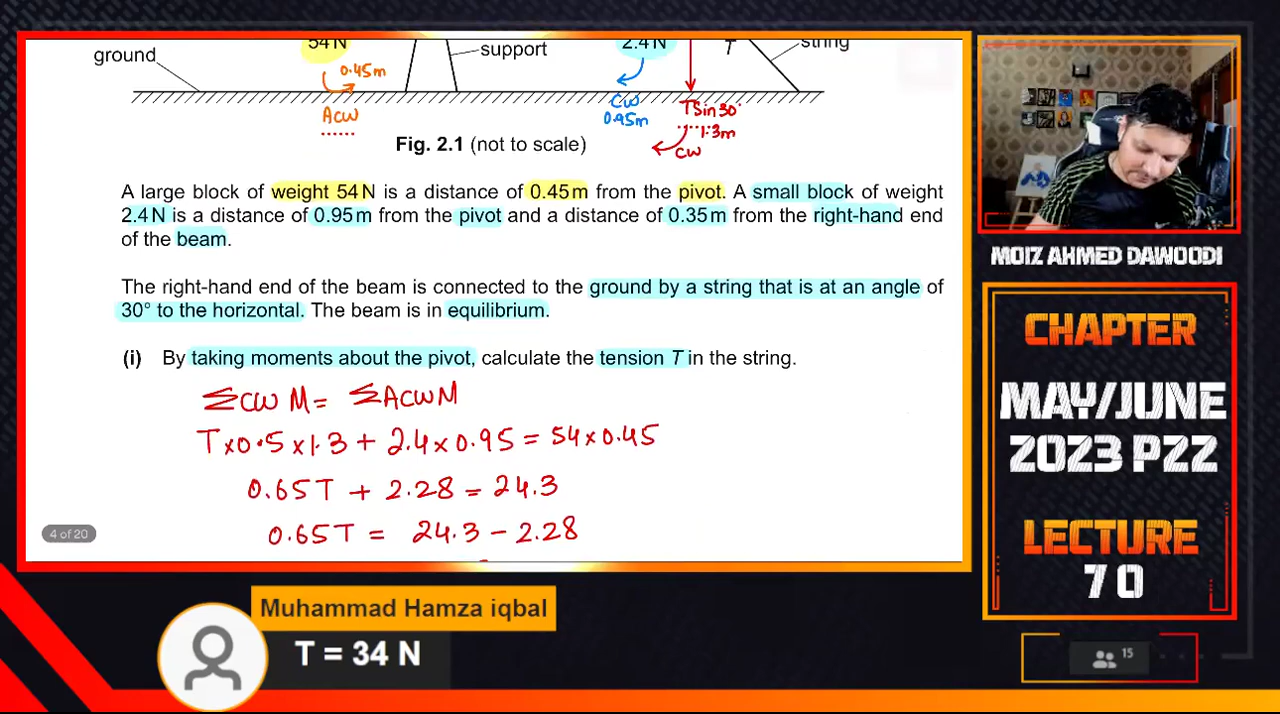 54 N
support
2.4 N
T
string
ground
0.45m
ACW
CW
0.95m
TSin30°
1.3m
CW
Fig. 2.1 (not to scale)
A large block of weight 54 N is a distance of 0.45 m from the pivot. A small block of weight
2.4 N is a distance of 0.95 m from the pivot and a distance of 0.35 m from the right-hand end
of the beam.
The right-hand end of the beam is connected to the ground by a string that is at an angle of
30° to the horizontal. The beam is in equilibrium.
(i) By taking moments about the pivot, calculate the tension T in the string.
ΣCW M = ΣACWM
T×0.5×1.3 + 2.4×0.95 = 54×0.45
0.65T + 2.28 = 24.3
0.65T = 24.3 − 2.28
4 of 20
MOIZ AHMED DAWOODI
CHAPTER
MAY/JUNE
2023 P22
LECTURE
70
Muhammad Hamza iqbal
T = 34 N
15